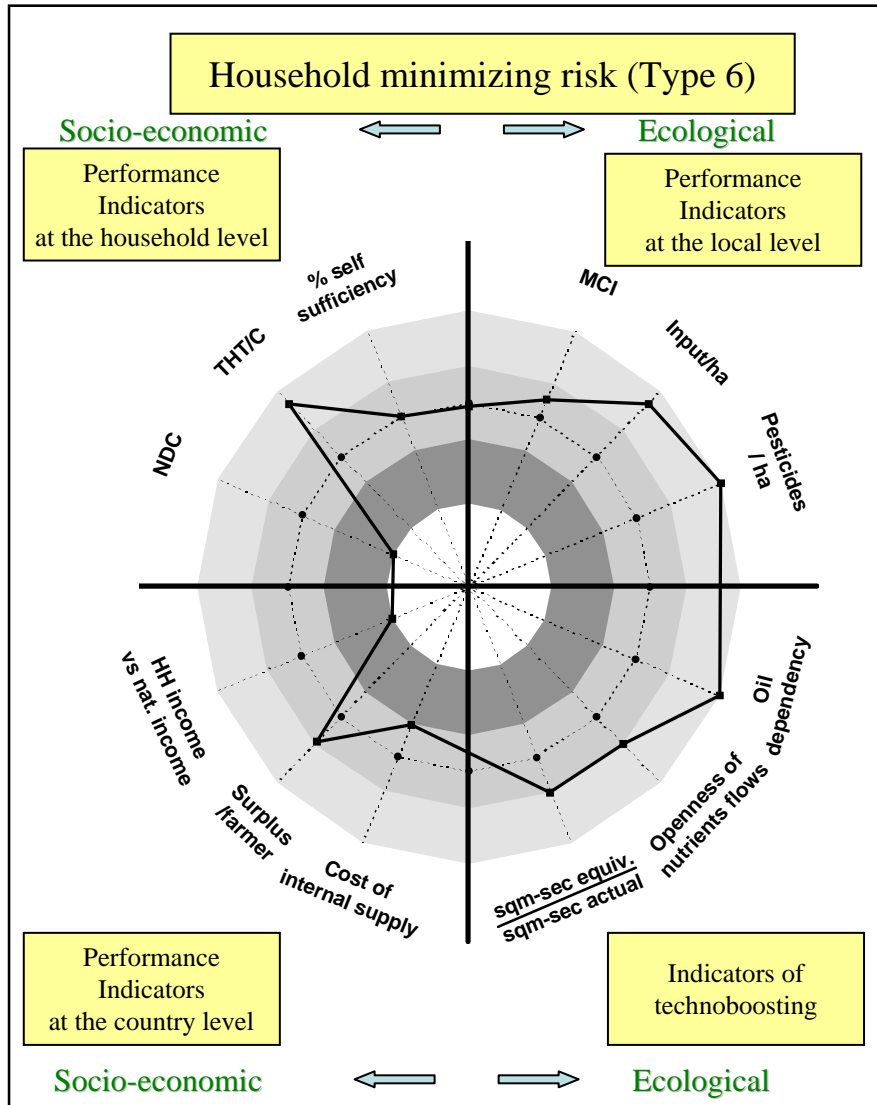 Household minimizing risk (Type 6)
Socio-economic
Ecological
Performance
Indicators
at the household level
Performance
Indicators
at the local level
% self
sufficiency
MCI
THT/C
Input/ha
NDC
Pesticides
/ ha
HH income
vs nat. income
Oil
dependency
Surplus
/farmer
Openness of
nutrients flows
Cost of
internal supply
sqm-sec equiv.
sqm-sec actual
Performance
Indicators
at the country level
Indicators of
technoboosting
Socio-economic
Ecological